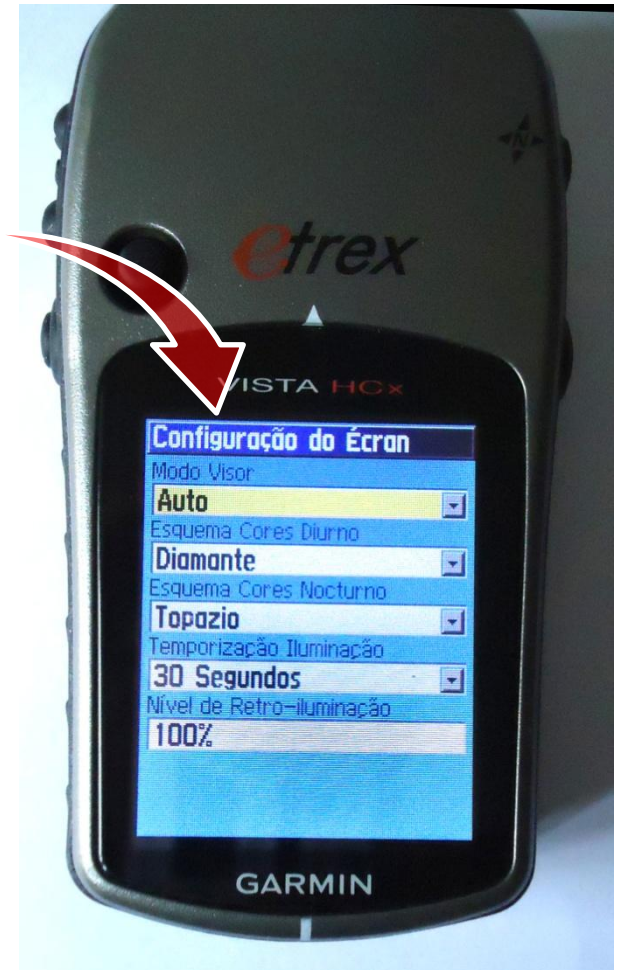 N
etrex
VISTA HCx
Configuração do Écran
Modo Visor
Auto
Esquema Cores Diurno
Diamante
Esquema Cores Nocturno
Topazio
Temporização Iluminação
30 Segundos
Nível de Retro-iluminação
100%
GARMIN